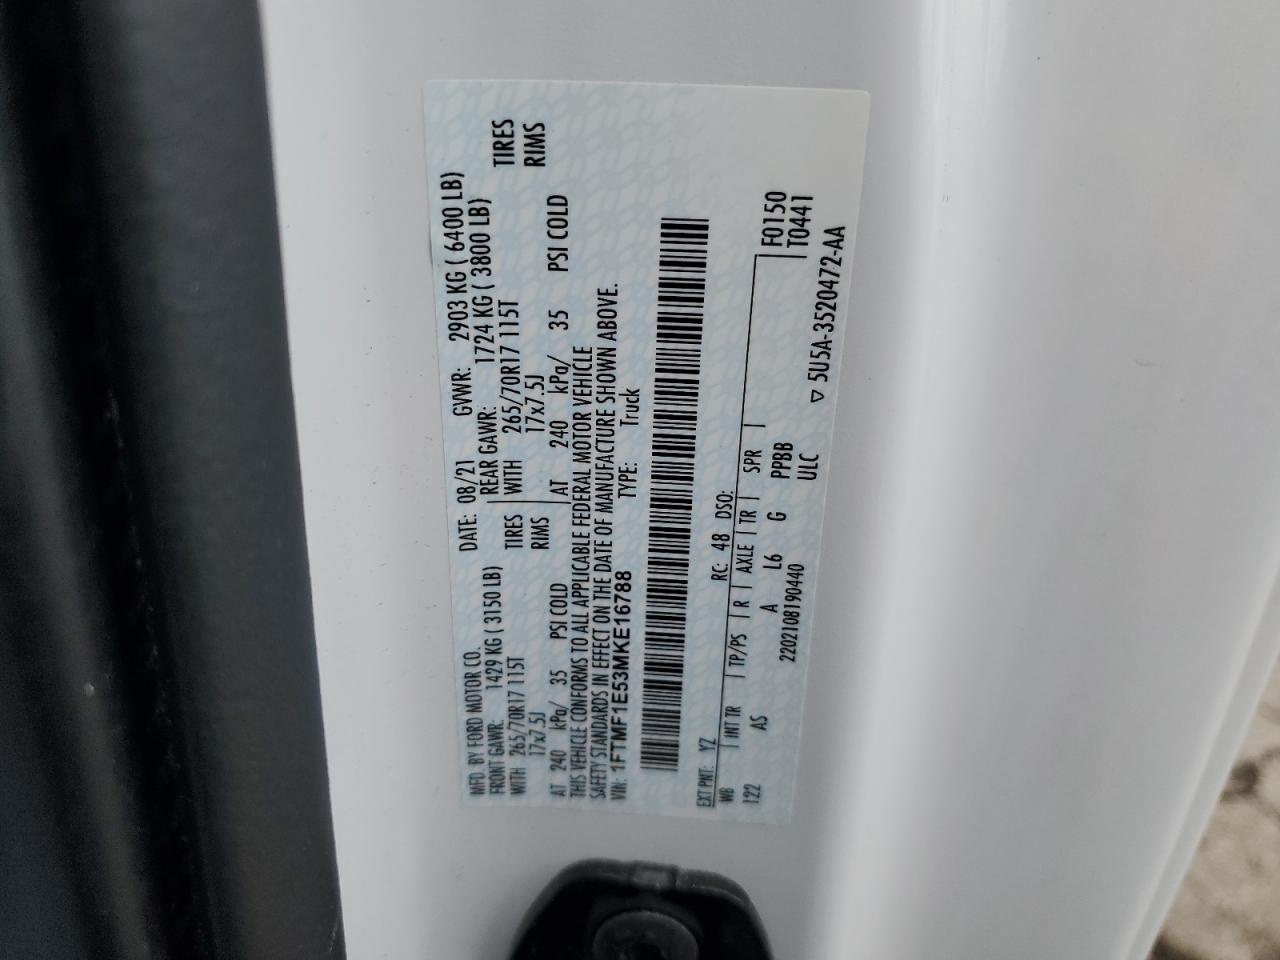 MFD. BY FORD MOTOR CO. DATE: 08/21 GVWR: 2903 KG ( 6400 LB)
FRONT GAWR: 1429 KG ( 3150 LB) REAR GAWR: 1724 KG ( 3800 LB)
WITH 265/70R17 115T TIRES WITH 265/70R17 115T TIRES
17x7.5J RIMS 17x7.5J RIMS
AT 240 kPa/ 35 PSI COLD AT 240 kPa/ 35 PSI COLD
THIS VEHICLE CONFORMS TO ALL APPLICABLE FEDERAL MOTOR VEHICLE
SAFETY STANDARDS IN EFFECT ON THE DATE OF MANUFACTURE SHOWN ABOVE.
VIN: 1FTMF1E53MKE16788 TYPE: Truck
EXT PNT: YZ RC: 48 DSO:
WB INT TR TP/PS R AXLE TR SPR F0150
122 AS A L6 G PPBB T0441
2202108190440 ULC
▽ 5U5A-3520472-AA